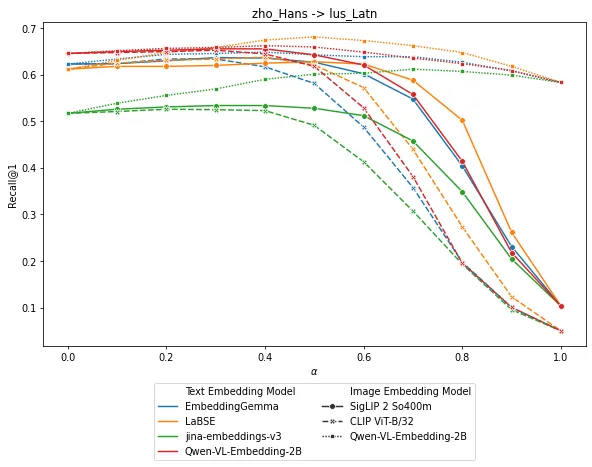 zho_Hans -> lus_Latn
Recall@1
0.7
0.6
0.5
0.4
0.3
0.2
0.1
0.0 0.2 0.4 0.6 0.8 1.0
α
Text Embedding Model
EmbeddingGemma
LaBSE
jina-embeddings-v3
Qwen-VL-Embedding-2B
Image Embedding Model
SigLIP 2 So400m
CLIP ViT-B/32
Qwen-VL-Embedding-2B